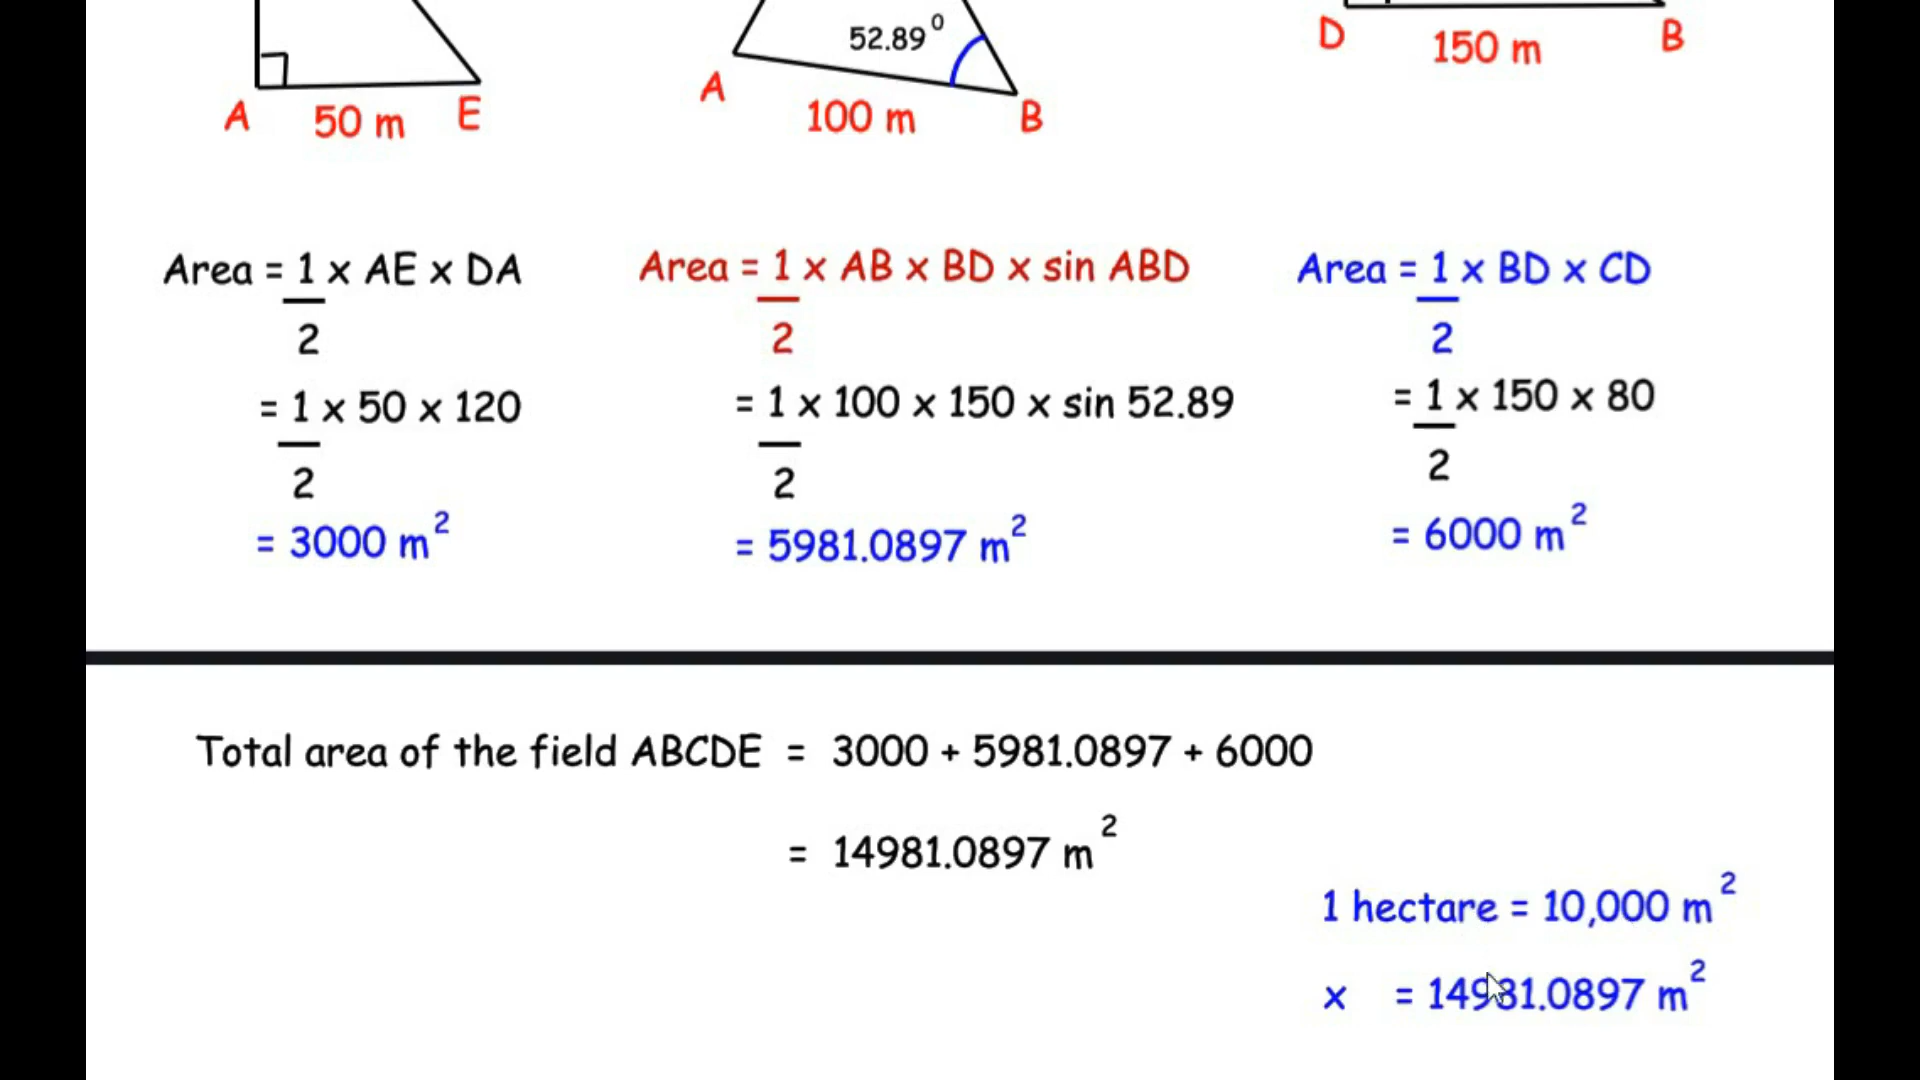 52.89⁰
D 150 m B
A 50 m E
A 100 m B
Area = 1 x AE x DA
2
= 1 x 50 x 120
2
= 3000 m²
Area = 1 x AB x BD x sin ABD
2
= 1 x 100 x 150 x sin 52.89
2
= 5981.0897 m²
Area = 1 x BD x CD
2
= 1 x 150 x 80
2
= 6000 m²
Total area of the field ABCDE = 3000 + 5981.0897 + 6000
= 14981.0897 m²
1 hectare = 10,000 m²
x = 14981.0897 m²